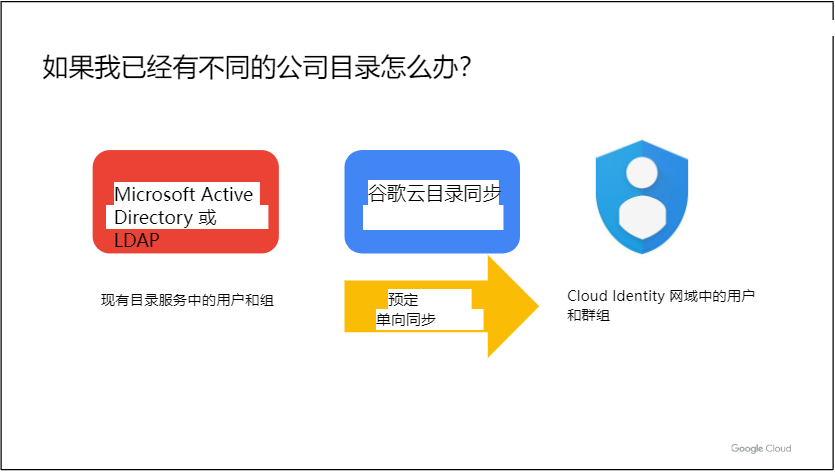 如果我已经有不同的公司目录怎么办?
Microsoft Active
Directory 或
LDAP
谷歌云目录同步
现有目录服务中的用户和组
预定
单向同步
Cloud Identity 网域中的用户
和群组
Google Cloud